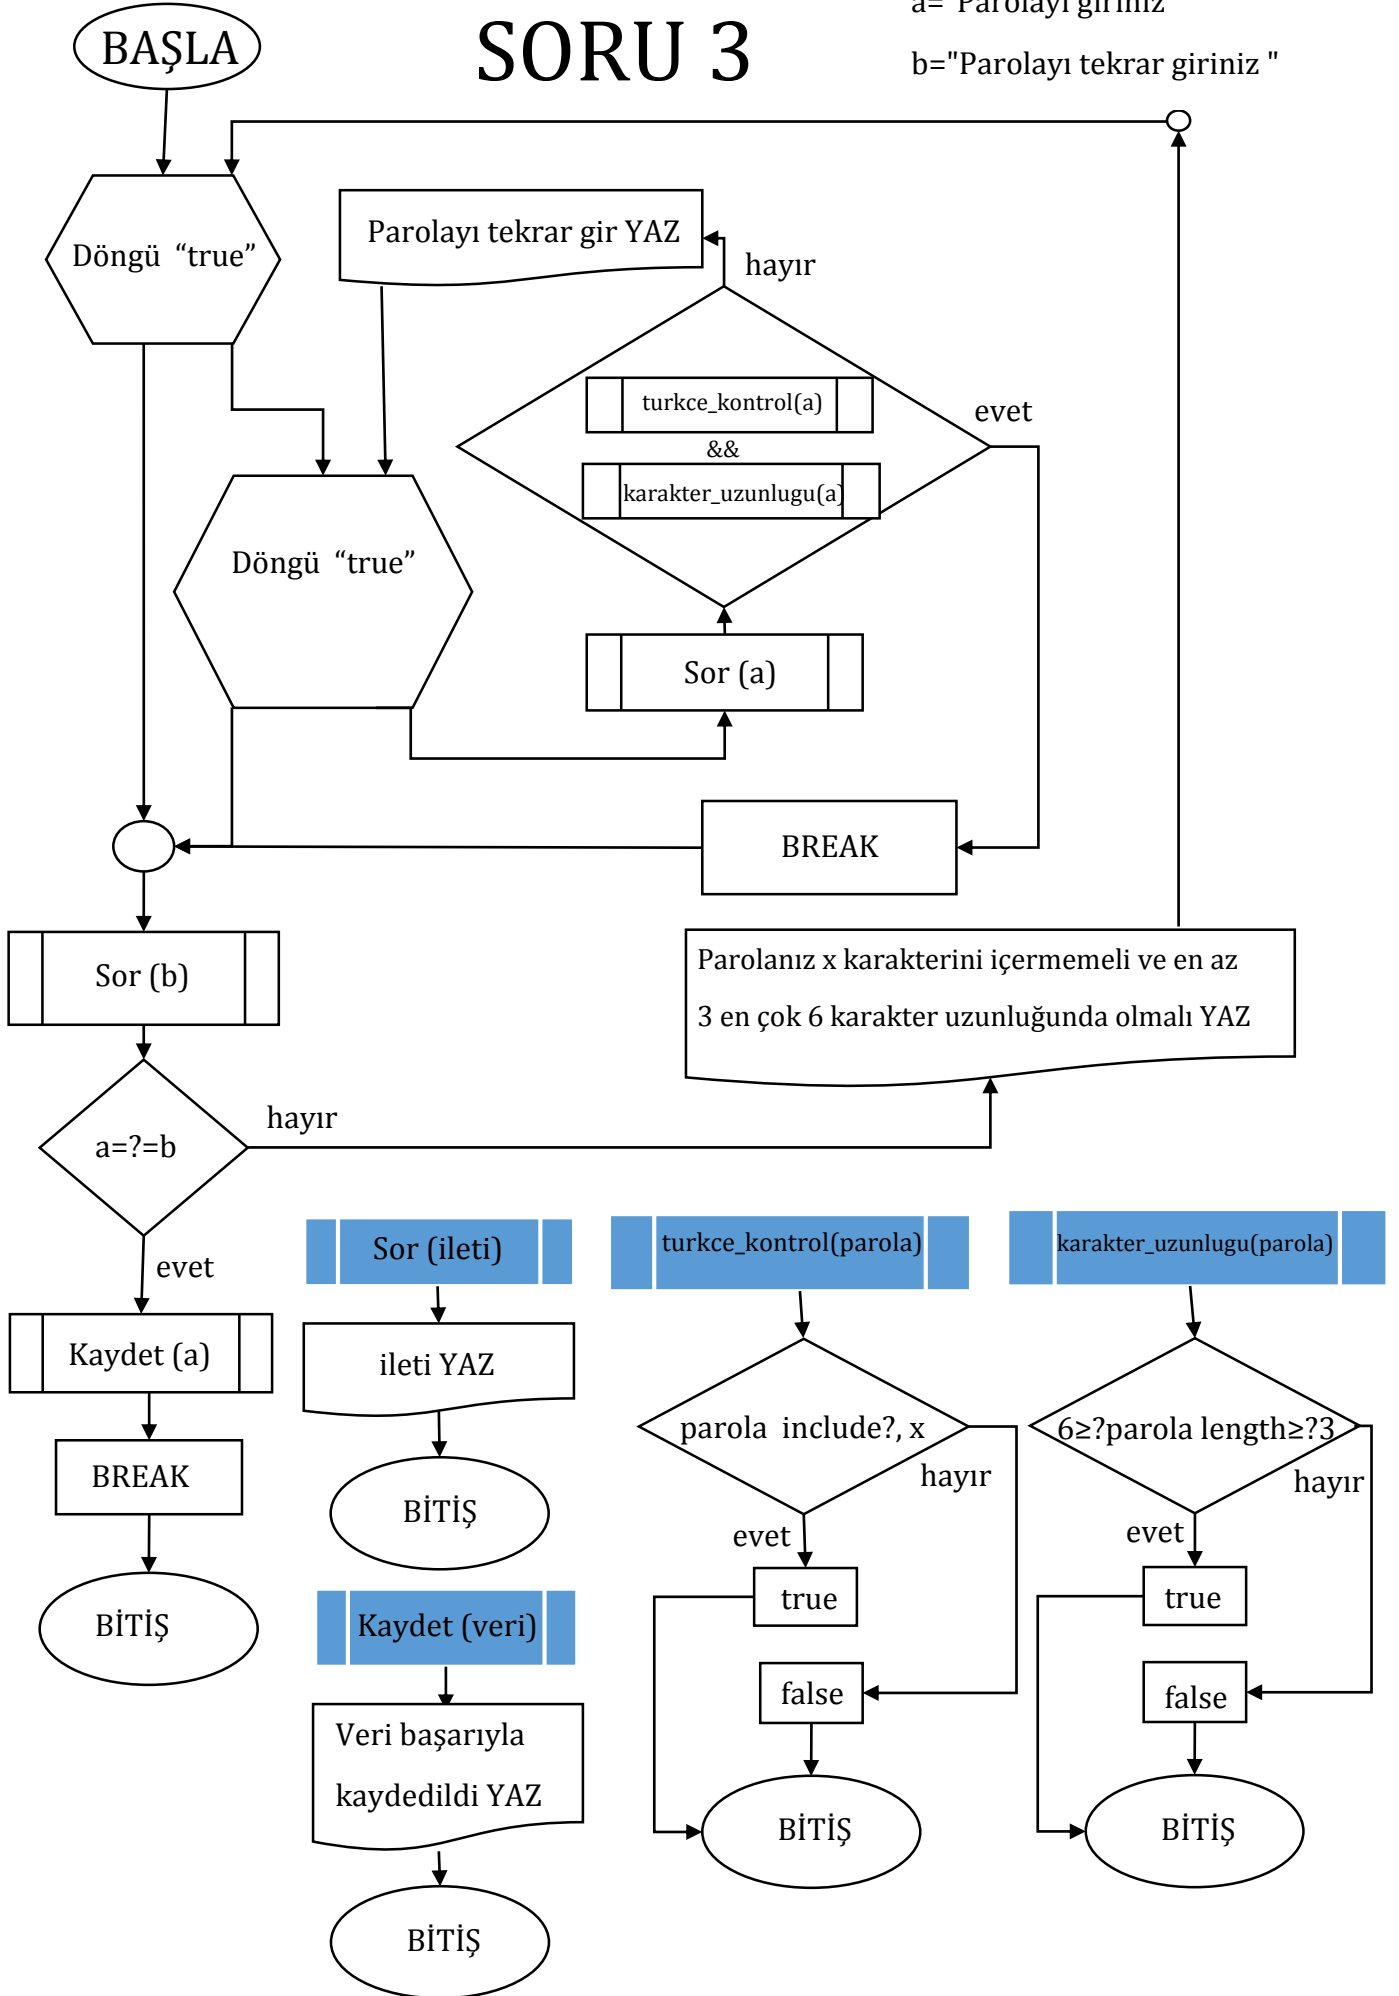 a="Parolayı giriniz"
SORU 3
b="Parolayı tekrar giriniz "
BAŞLA
Döngü “true”
Parolayı tekrar gir YAZ
hayır
turkce_kontrol(a)
&&
karakter_uzunlugu(a)
evet
Döngü “true”
Sor (a)
BREAK
Sor (b)
Parolanız x karakterini içermemeli ve en az
3 en çok 6 karakter uzunluğunda olmalı YAZ
a=?=b
hayır
evet
Kaydet (a)
BREAK
BİTİŞ
Sor (ileti)
ileti YAZ
BİTİŞ
Kaydet (veri)
Veri başarıyla
kaydedildi YAZ
BİTİŞ
turkce_kontrol(parola)
parola include?, x
hayır
evet
true
false
BİTİŞ
karakter_uzunlugu(parola)
6≥?parola length≥?3
hayır
evet
true
false
BİTİŞ